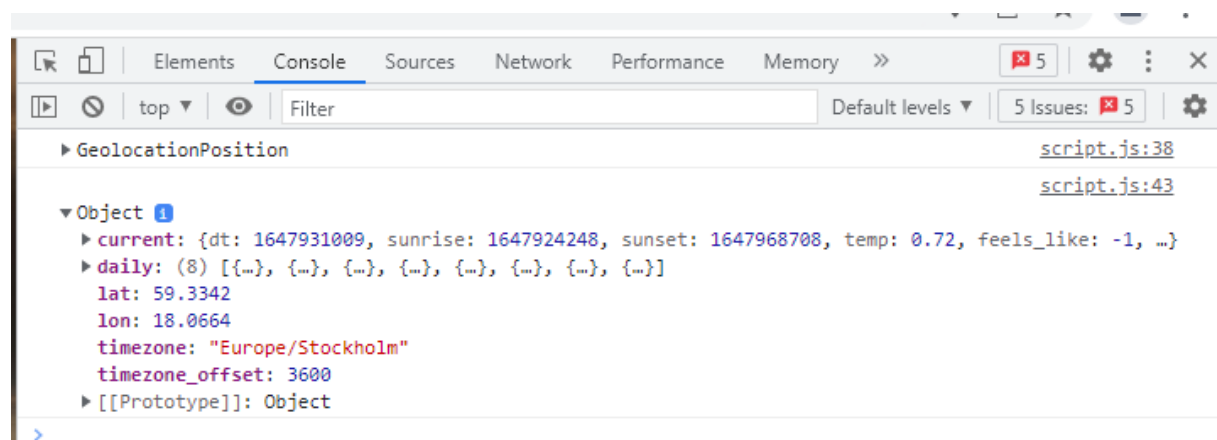 Elements Console Sources Network Performance Memory » 5
top ▼ Filter Default levels ▼ 5 Issues: 5
▶ GeolocationPosition script.js:38
script.js:43
▼ Object i
▶ current: {dt: 1647931009, sunrise: 1647924248, sunset: 1647968708, temp: 0.72, feels_like: -1, …}
▶ daily: (8) [{…}, {…}, {…}, {…}, {…}, {…}, {…}, {…}]
lat: 59.3342
lon: 18.0664
timezone: "Europe/Stockholm"
timezone_offset: 3600
▶ [[Prototype]]: Object
>